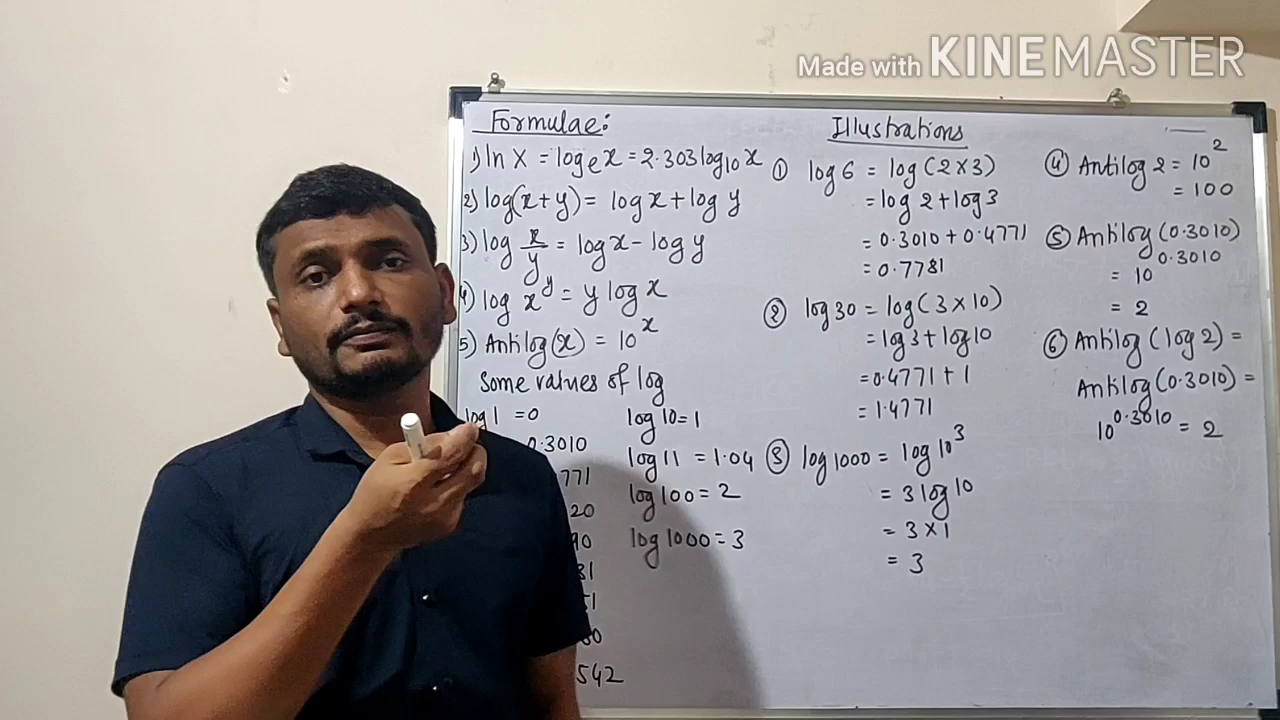 Made with KINEMASTER
Formulae:
1) ln X = logₑx = 2.303 log₁₀x
2) log(x+y) = log x + log y
3) log x/y = log x - log y
4) log x^y = y log x
5) Antilog(x) = 10^x
Some values of log
log 1 = 0
0.3010
771
20
90
81
51
542
log 10 = 1
log 11 = 1.04
log 100 = 2
log 1000 = 3
Illustrations
① log 6 = log (2×3)
= log 2 + log 3
= 0.3010 + 0.4771
= 0.7781
② log 30 = log (3×10)
= log 3 + log 10
= 0.4771 + 1
= 1.4771
③ log 1000 = log 10³
= 3 log 10
= 3×1
= 3
④ Antilog 2 = 10²
= 100
⑤ Antilog (0.3010)
= 10^0.3010
= 2
⑥ Antilog (log 2) =
Antilog (0.3010) =
10^0.3010 = 2